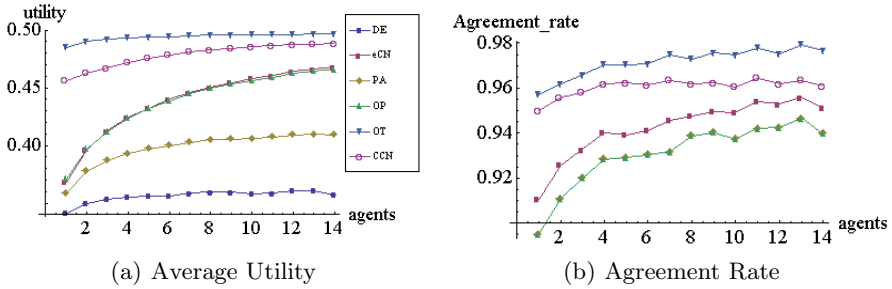 utility
0.50
0.45
0.40
2 4 6 8 10 12 14
agents
DE
eCN
PA
OP
OT
CCN
(a) Average Utility
Agreement_rate
0.98
0.96
0.94
0.92
2 4 6 8 10 12 14
agents
(b) Agreement Rate